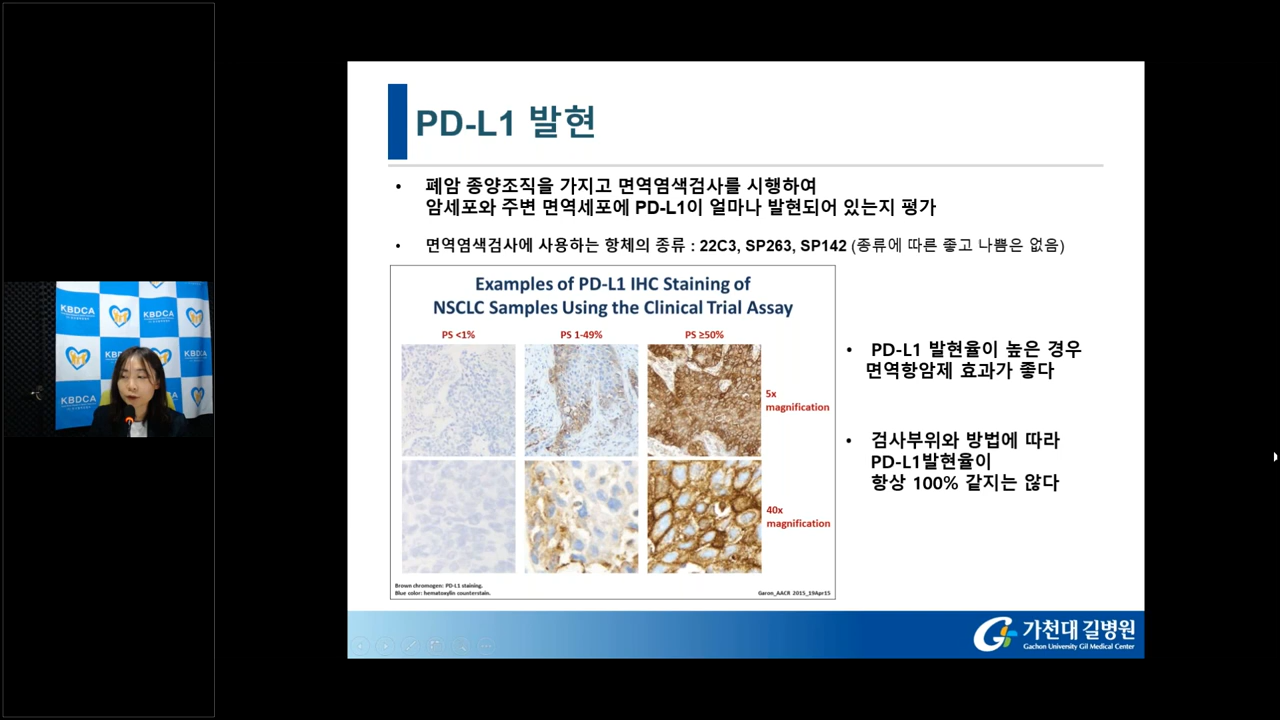 PD-L1 발현
• 폐암 종양조직을 가지고 면역염색검사를 시행하여
암세포와 주변 면역세포에 PD-L1이 얼마나 발현되어 있는지 평가
• 면역염색검사에 사용하는 항체의 종류 : 22C3, SP263, SP142 (종류에 따른 좋고 나쁨은 없음)
Examples of PD-L1 IHC Staining of
NSCLC Samples Using the Clinical Trial Assay
PS <1% PS 1-49% PS ≥50%
5x
magnification
40x
magnification
Brown chromogen: PD-L1 staining.
Blue color: hematoxylin counterstain.
Garon_AACR 2015_19Apr15
• PD-L1 발현율이 높은 경우
면역항암제 효과가 좋다
• 검사부위와 방법에 따라
PD-L1발현율이
항상 100% 같지는 않다
가천대 길병원
Gachon University Gil Medical Center
KBDCA
KBDCA
KBDCA
KBDCA
KBDCA